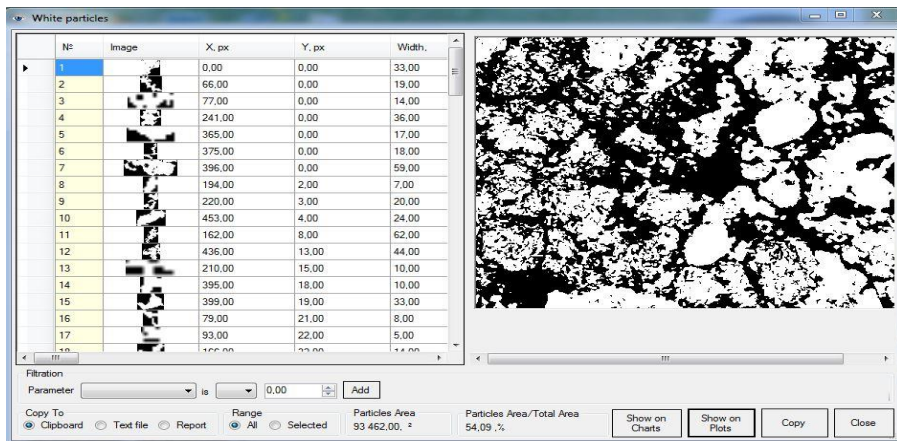 White particles
№ Image X, px Y, px Width,
1 0,00 0,00 33,00
2 66,00 0,00 19,00
3 77,00 0,00 14,00
4 241,00 0,00 36,00
5 365,00 0,00 17,00
6 375,00 0,00 18,00
7 396,00 0,00 59,00
8 194,00 2,00 7,00
9 220,00 3,00 20,00
10 453,00 4,00 24,00
11 162,00 8,00 62,00
12 436,00 13,00 44,00
13 210,00 15,00 10,00
14 395,00 18,00 10,00
15 399,00 19,00 33,00
16 79,00 21,00 8,00
17 93,00 22,00 5,00
Filtration
Parameter is 0,00 Add
Copy To Range Particles Area Particles Area/Total Area
Clipboard Text file Report All Selected 93 462,00, ² 54,09 ,% Show on Charts Show on Plots Copy Close